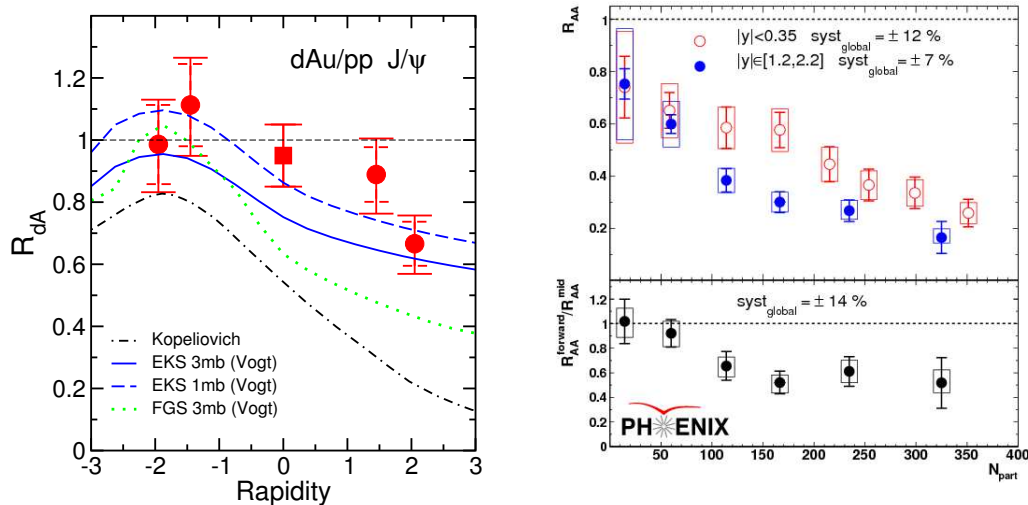 dAu/pp J/ψ
R_dA
1.2
1
0.8
0.6
0.4
0.2
0
Kopeliovich
EKS 3mb (Vogt)
EKS 1mb (Vogt)
FGS 3mb (Vogt)
-3 -2 -1 0 1 2 3
Rapidity
R_AA
1
0.8
0.6
0.4
0.2
|y|<0.35 syst_global = ± 12 %
|y|∈[1.2,2.2] syst_global = ± 7 %
R_AA^forward/R_AA^mid
1.2
1
0.8
0.6
0.4
0.2
0
syst_global = ± 14 %
PHENIX
0 50 100 150 200 250 300 350 400
N_part